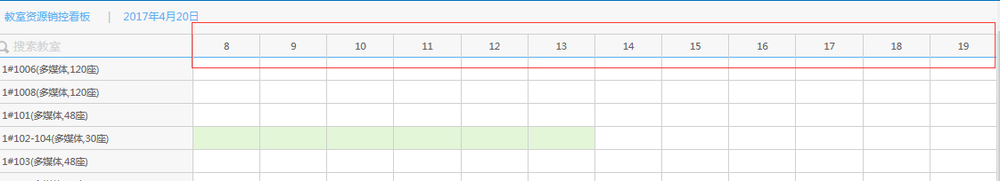 教室资源销控看板 | 2017年4月20日
搜索教室 8 9 10 11 12 13 14 15 16 17 18 19
1#1006(多媒体,120座)
1#1008(多媒体,120座)
1#101(多媒体,48座)
1#102-104(多媒体,30座)
1#103(多媒体,48座)